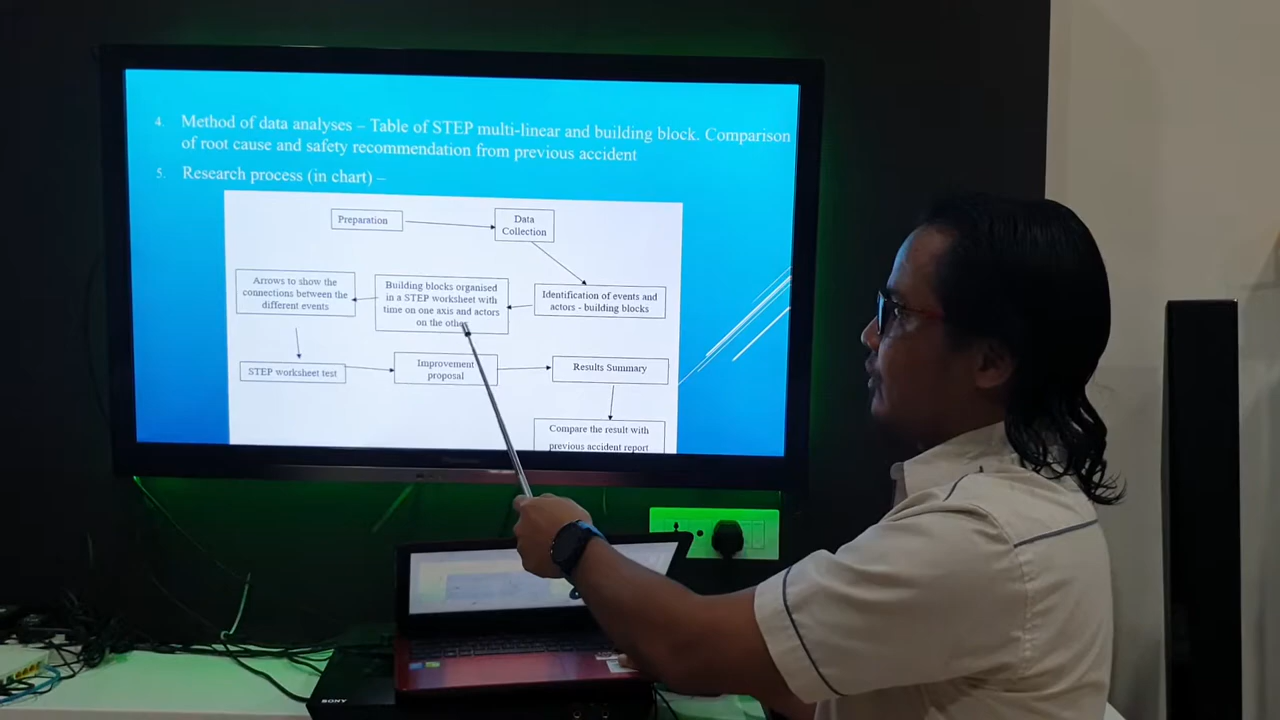 4. Method of data analyses – Table of STEP multi-linear and building block. Comparison
of root cause and safety recommendation from previous accident
5. Research process (in chart) –
Preparation
Data
Collection
Arrows to show the
connections between the
different events
Building blocks organised
in a STEP worksheet with
time on one axis and actors
on the other
Identification of events and
actors - building blocks
STEP worksheet test
Improvement
proposal
Results Summary
Compare the result with
previous accident report
SONY